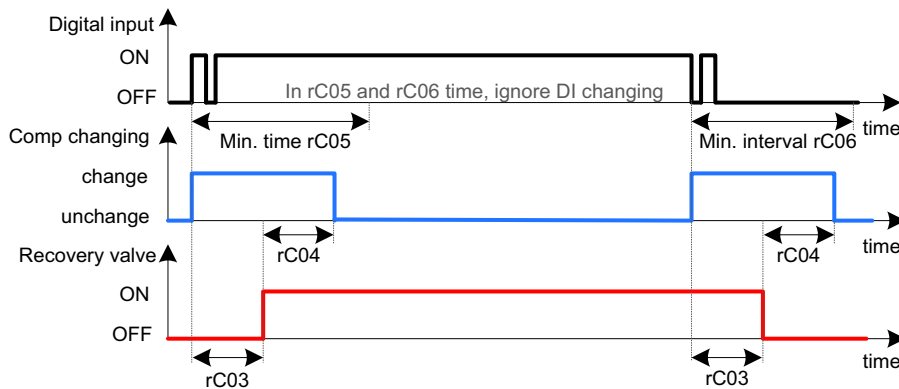 Digital input
ON
In rC05 and rC06 time, ignore DI changing
OFF
time
Min. time rC05
Min. interval rC06
Comp changing
change
unchange
rC04
rC04
time
Recovery valve
ON
OFF
time
rC03
rC03